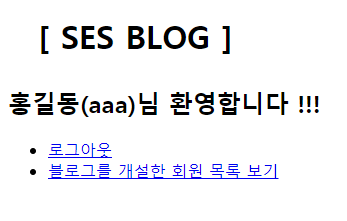 [ SES BLOG ]
홍길동(aaa)님 환영합니다 !!!
로그아웃
블로그를 개설한 회원 목록 보기